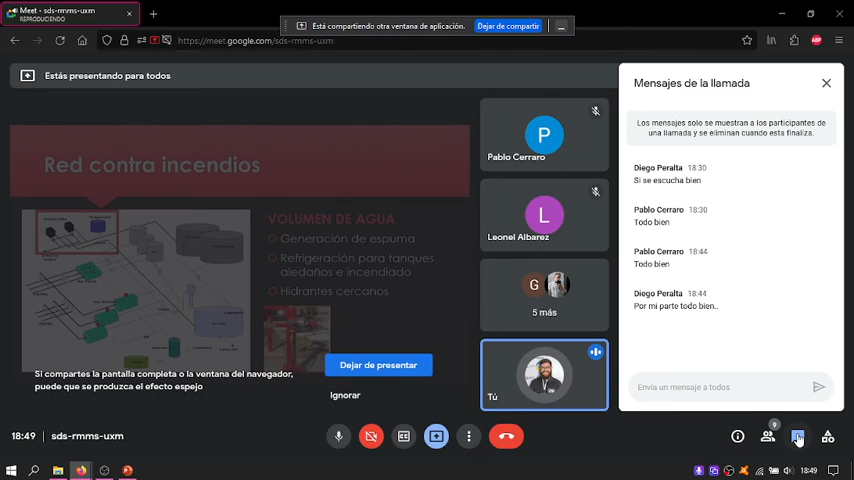 Meet - sds-rmms-uxm
REPRODUCIENDO
Está compartiendo otra ventana de aplicación.
Dejar de compartir
https://meet.google.com/sds-rmms-uxm
ABP
Estás presentando para todos
Red contra incendios
VOLUMEN DE AGUA
Generación de espuma
Refrigeración para tanques
aledaños e incendiado
Hidrantes cercanos
Si compartes la pantalla completa o la ventana del navegador,
puede que se produzca el efecto espejo
Dejar de presentar
Ignorar
P
Pablo Cerraro
L
Leonel Albarez
G
5 más
Tú
Mensajes de la llamada
Los mensajes solo se muestran a los participantes de
una llamada y se eliminan cuando esta finaliza.
Diego Peralta 18:30
Si se escucha bien
Pablo Cerraro 18:30
Todo bien
Pablo Cerraro 18:44
Todo bien
Diego Peralta 18:44
Por mi parte todo bien..
Envía un mensaje a todos
18:49
sds-rmms-uxm
9
18:49